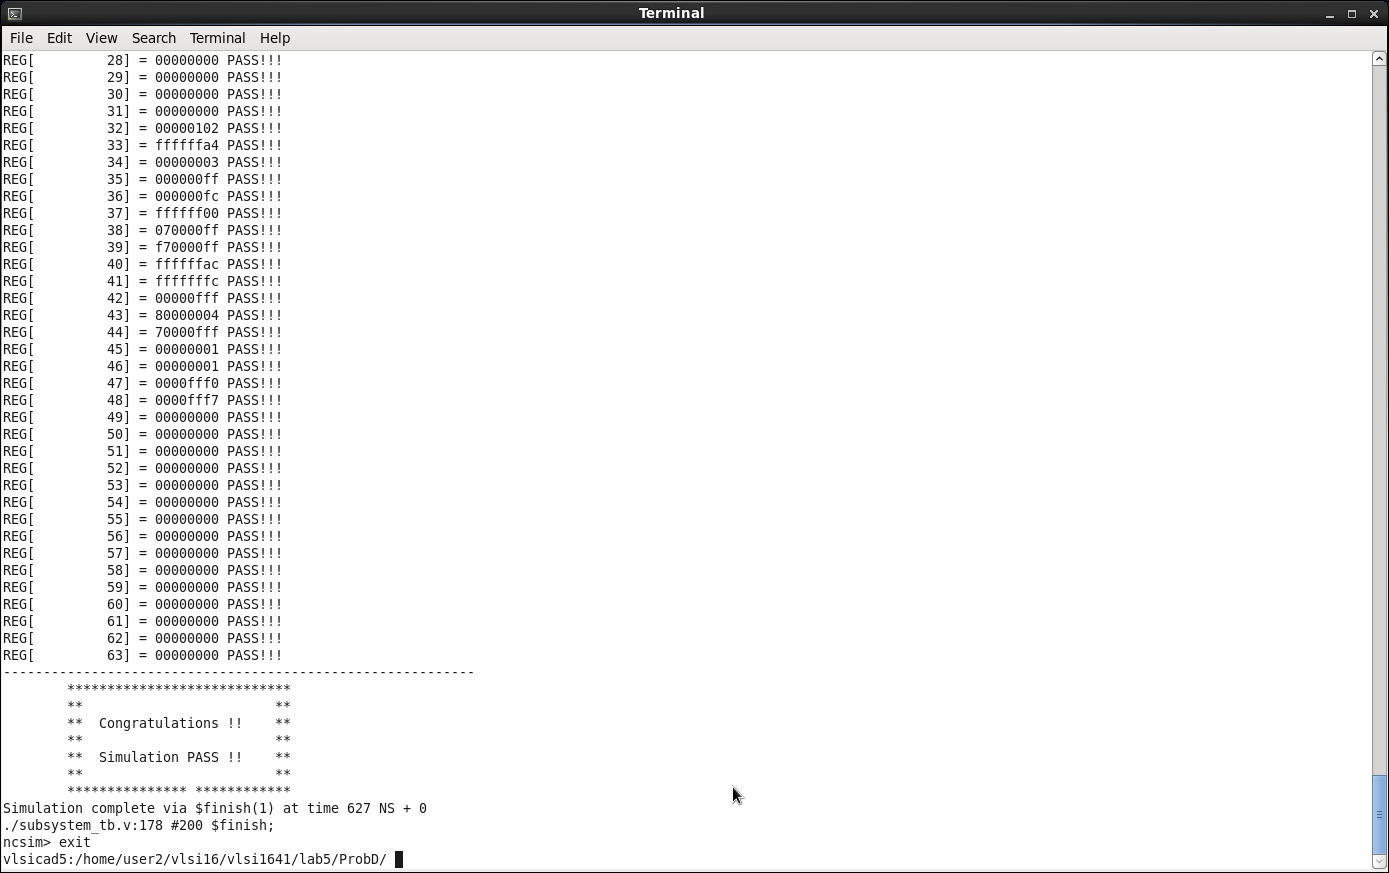 Terminal
File Edit View Search Terminal Help
REG[         28] = 00000000 PASS!!!
REG[         29] = 00000000 PASS!!!
REG[         30] = 00000000 PASS!!!
REG[         31] = 00000000 PASS!!!
REG[         32] = 00000102 PASS!!!
REG[         33] = ffffffa4 PASS!!!
REG[         34] = 00000003 PASS!!!
REG[         35] = 000000ff PASS!!!
REG[         36] = 000000fc PASS!!!
REG[         37] = ffffff00 PASS!!!
REG[         38] = 070000ff PASS!!!
REG[         39] = f70000ff PASS!!!
REG[         40] = ffffffac PASS!!!
REG[         41] = fffffffc PASS!!!
REG[         42] = 00000fff PASS!!!
REG[         43] = 80000004 PASS!!!
REG[         44] = 70000fff PASS!!!
REG[         45] = 00000001 PASS!!!
REG[         46] = 00000001 PASS!!!
REG[         47] = 0000fff0 PASS!!!
REG[         48] = 0000fff7 PASS!!!
REG[         49] = 00000000 PASS!!!
REG[         50] = 00000000 PASS!!!
REG[         51] = 00000000 PASS!!!
REG[         52] = 00000000 PASS!!!
REG[         53] = 00000000 PASS!!!
REG[         54] = 00000000 PASS!!!
REG[         55] = 00000000 PASS!!!
REG[         56] = 00000000 PASS!!!
REG[         57] = 00000000 PASS!!!
REG[         58] = 00000000 PASS!!!
REG[         59] = 00000000 PASS!!!
REG[         60] = 00000000 PASS!!!
REG[         61] = 00000000 PASS!!!
REG[         62] = 00000000 PASS!!!
REG[         63] = 00000000 PASS!!!
-----------------------------------------------------------
        ****************************
        **                        **
        **  Congratulations !!    **
        **                        **
        **  Simulation PASS !!    **
        **                        **
        *************** ************
Simulation complete via $finish(1) at time 627 NS + 0
./subsystem_tb.v:178 #200 $finish;
ncsim> exit
vlsicad5:/home/user2/vlsi16/vlsi1641/lab5/ProbD/